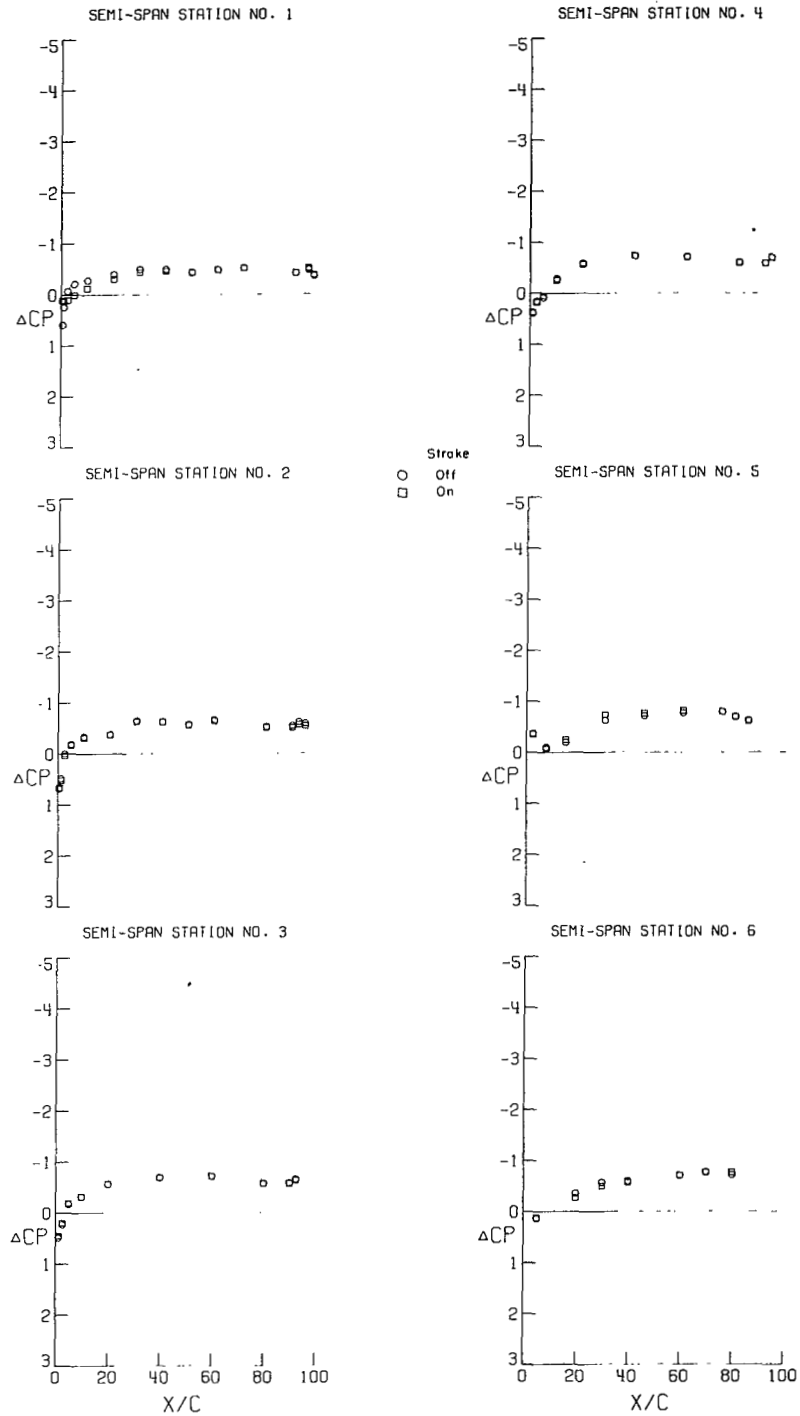 SEMI-SPAN STATION NO. 1
-5
-4
-3
-2
-1
0
ΔCP
1
2
3
SEMI-SPAN STATION NO. 4
-5
-4
-3
-2
-1
0
ΔCP
1
2
3
Strake
Off
On
SEMI-SPAN STATION NO. 2
-5
-4
-3
-2
-1
0
ΔCP
1
2
3
SEMI-SPAN STATION NO. 5
-5
-4
-3
-2
-1
0
ΔCP
1
2
3
SEMI-SPAN STATION NO. 3
-5
-4
-3
-2
-1
0
ΔCP
1
2
3
0 20 40 60 80 100
X/C
SEMI-SPAN STATION NO. 6
-5
-4
-3
-2
-1
0
ΔCP
1
2
3
0 20 40 60 80 100
X/C